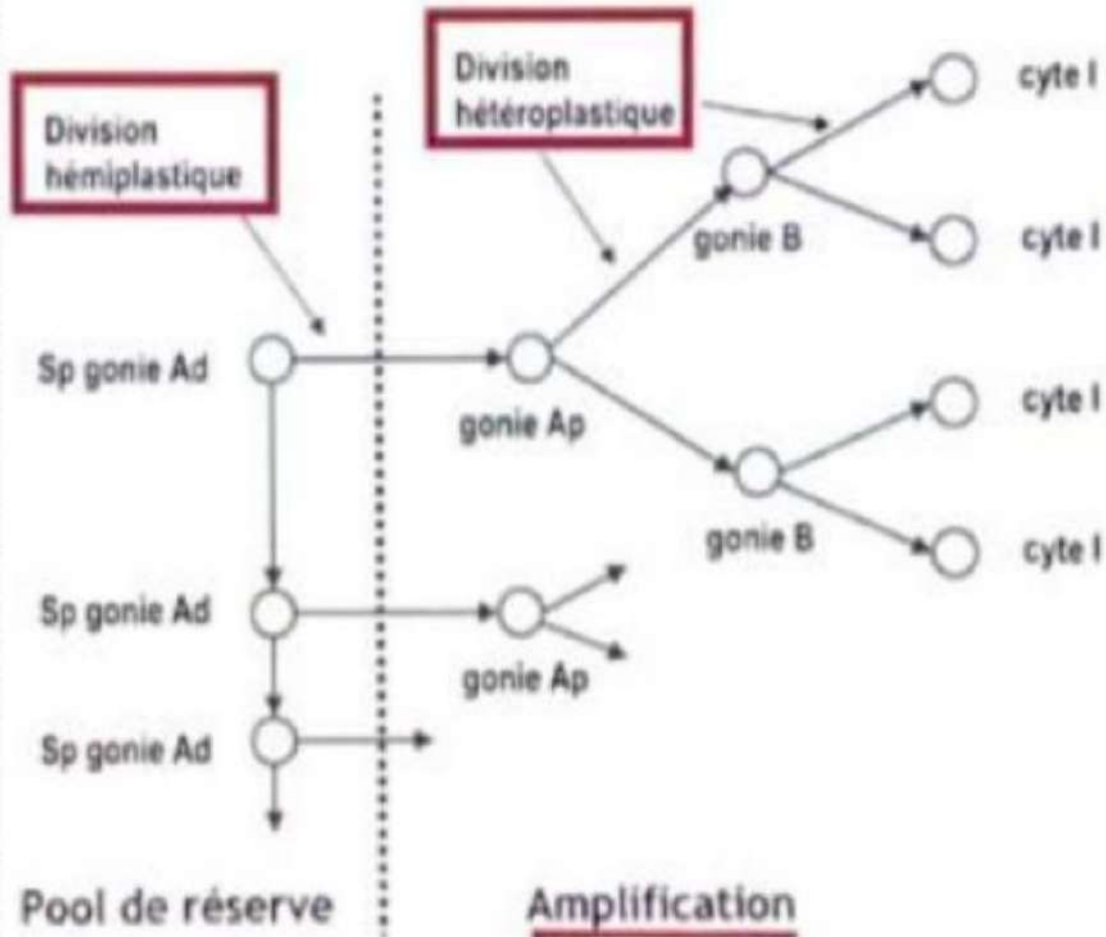 Division
hétéroplastique
cyte I
Division
hémiplastique
gonie B
cyte I
Sp gonie Ad
gonie Ap
cyte I
gonie B
cyte I
Sp gonie Ad
gonie Ap
Sp gonie Ad
Pool de réserve
Amplification